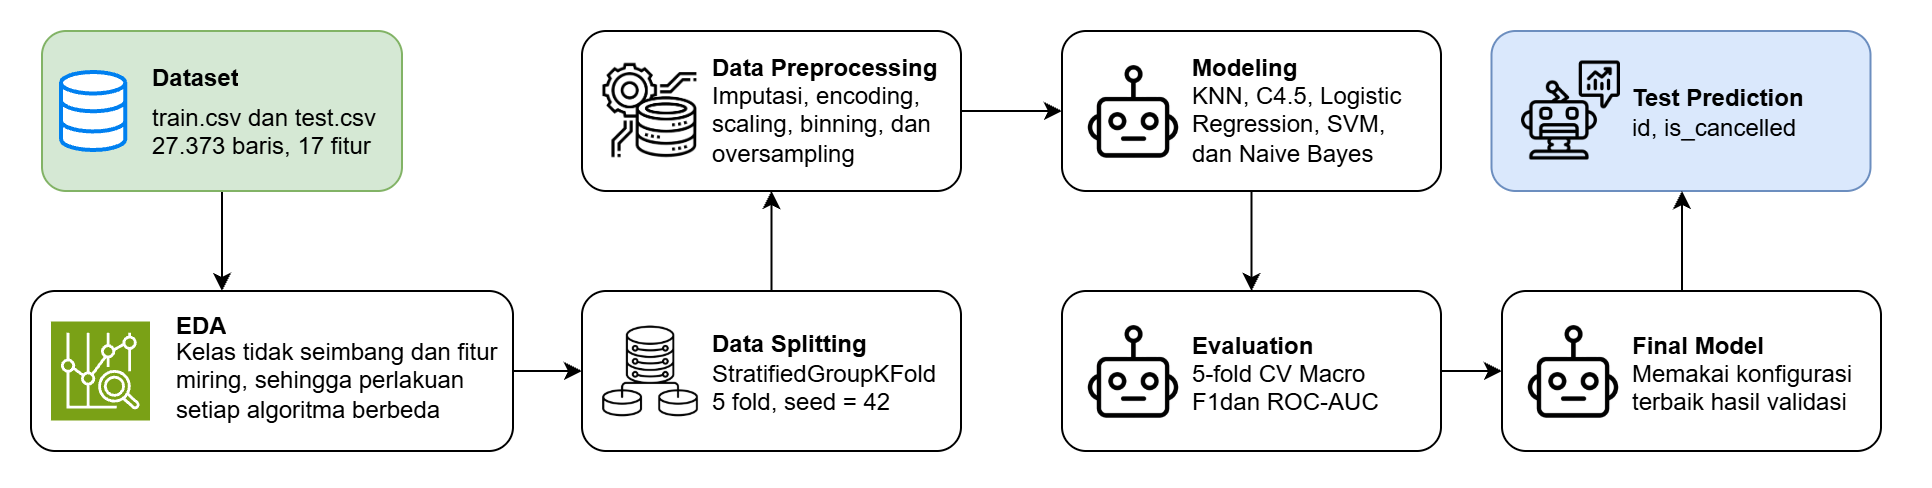 Dataset
train.csv dan test.csv
27.373 baris, 17 fitur
EDA
Kelas tidak seimbang dan fitur
miring, sehingga perlakuan
setiap algoritma berbeda
Data Splitting
StratifiedGroupKFold
5 fold, seed = 42
Data Preprocessing
Imputasi, encoding,
scaling, binning, dan
oversampling
Modeling
KNN, C4.5, Logistic
Regression, SVM,
dan Naive Bayes
Evaluation
5-fold CV Macro
F1dan ROC-AUC
Final Model
Memakai konfigurasi
terbaik hasil validasi
Test Prediction
id, is_cancelled